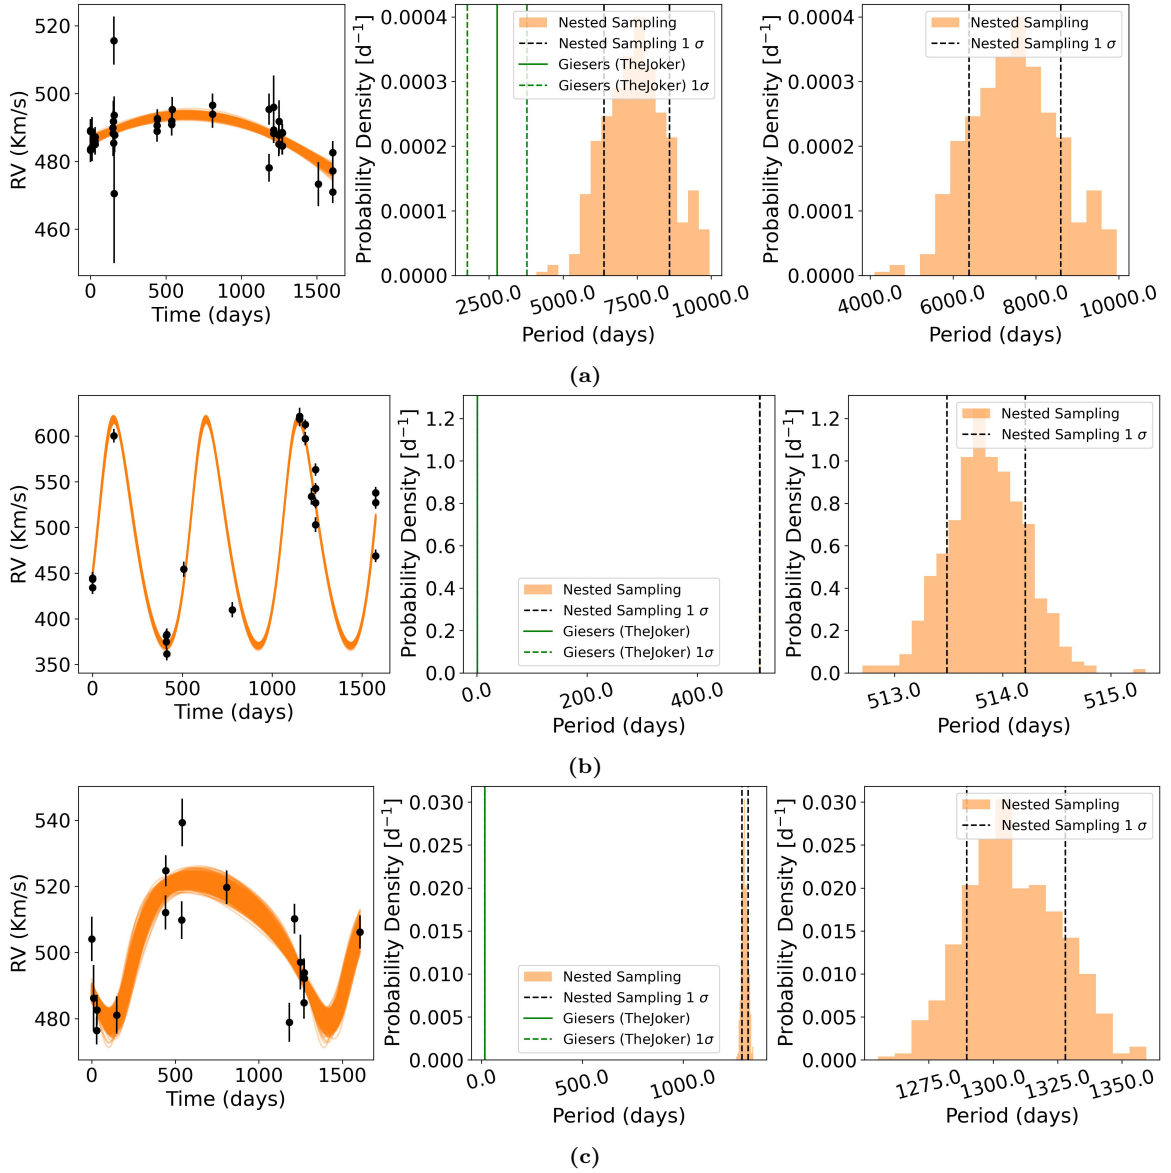 520
500
480
460
RV (Km/s)
0
500
1000
1500
Time (days)
0.0004
0.0003
0.0002
0.0001
0.0000
Probability Density [d⁻¹]
Nested Sampling
Nested Sampling 1 σ
Giesers (TheJoker)
Giesers (TheJoker) 1σ
2500.0
5000.0
7500.0
10000.0
Period (days)
0.0004
0.0003
0.0002
0.0001
0.0000
Probability Density [d⁻¹]
Nested Sampling
Nested Sampling 1 σ
4000.0
6000.0
8000.0
10000.0
Period (days)
(a)
600
550
500
450
400
350
RV (Km/s)
0
500
1000
1500
Time (days)
1.2
1.0
0.8
0.6
0.4
0.2
0.0
Probability Density [d⁻¹]
Nested Sampling
Nested Sampling 1 σ
Giesers (TheJoker)
Giesers (TheJoker) 1σ
0.0
200.0
400.0
Period (days)
1.2
1.0
0.8
0.6
0.4
0.2
0.0
Probability Density [d⁻¹]
Nested Sampling
Nested Sampling 1 σ
513.0
514.0
515.0
Period (days)
(b)
540
520
500
480
RV (Km/s)
0
500
1000
1500
Time (days)
0.030
0.025
0.020
0.015
0.010
0.005
0.000
Probability Density [d⁻¹]
Nested Sampling
Nested Sampling 1 σ
Giesers (TheJoker)
Giesers (TheJoker) 1σ
0.0
500.0
1000.0
Period (days)
0.030
0.025
0.020
0.015
0.010
0.005
0.000
Probability Density [d⁻¹]
Nested Sampling
Nested Sampling 1 σ
1275.0
1300.0
1325.0
1350.0
Period (days)
(c)